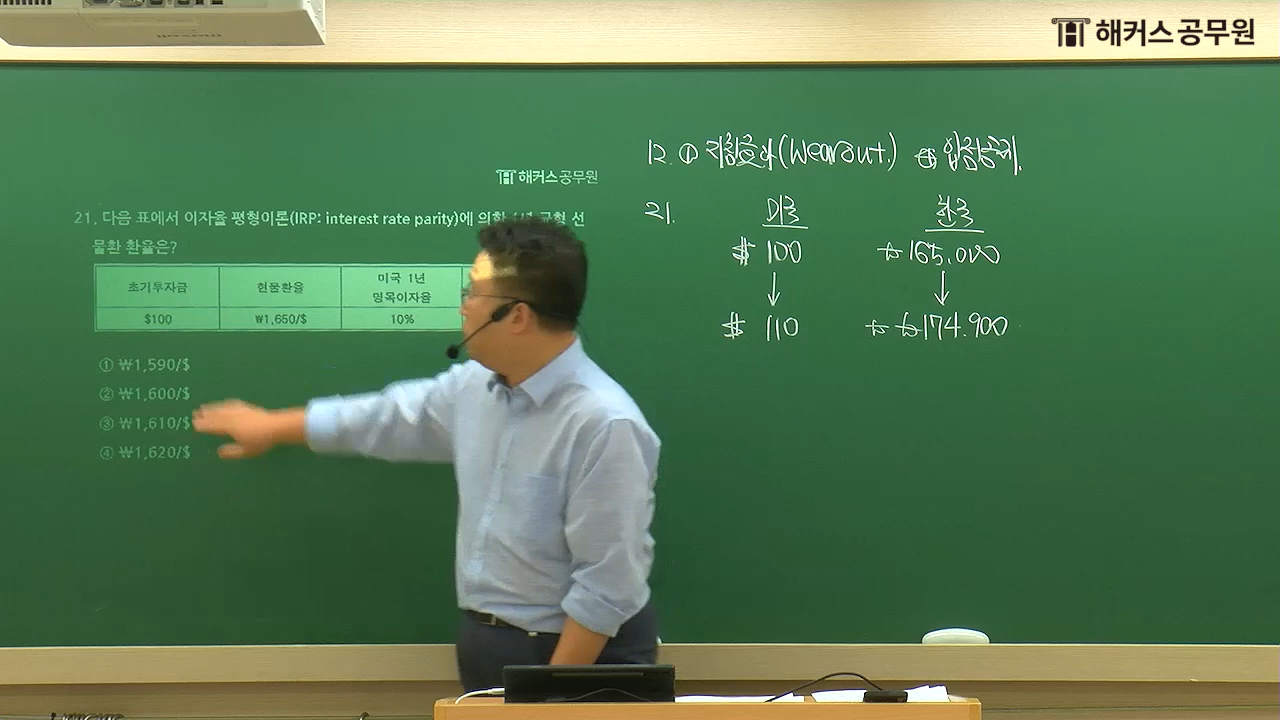 해커스공무원
12. ① (Wearout)
해커스공무원
21. 다음 표에서 이자율 평형이론(IRP: interest rate parity)에 의한 선
물환 환율은?
초기투자금 현물환율 미국 1년 명목이자율
$100 ₩1,650/$ 10%
① ₩1,590/$
② ₩1,600/$
③ ₩1,610/$
④ ₩1,620/$
21. 미국 한국
$ 100 ₩165,000
$ 110 ₩174,900